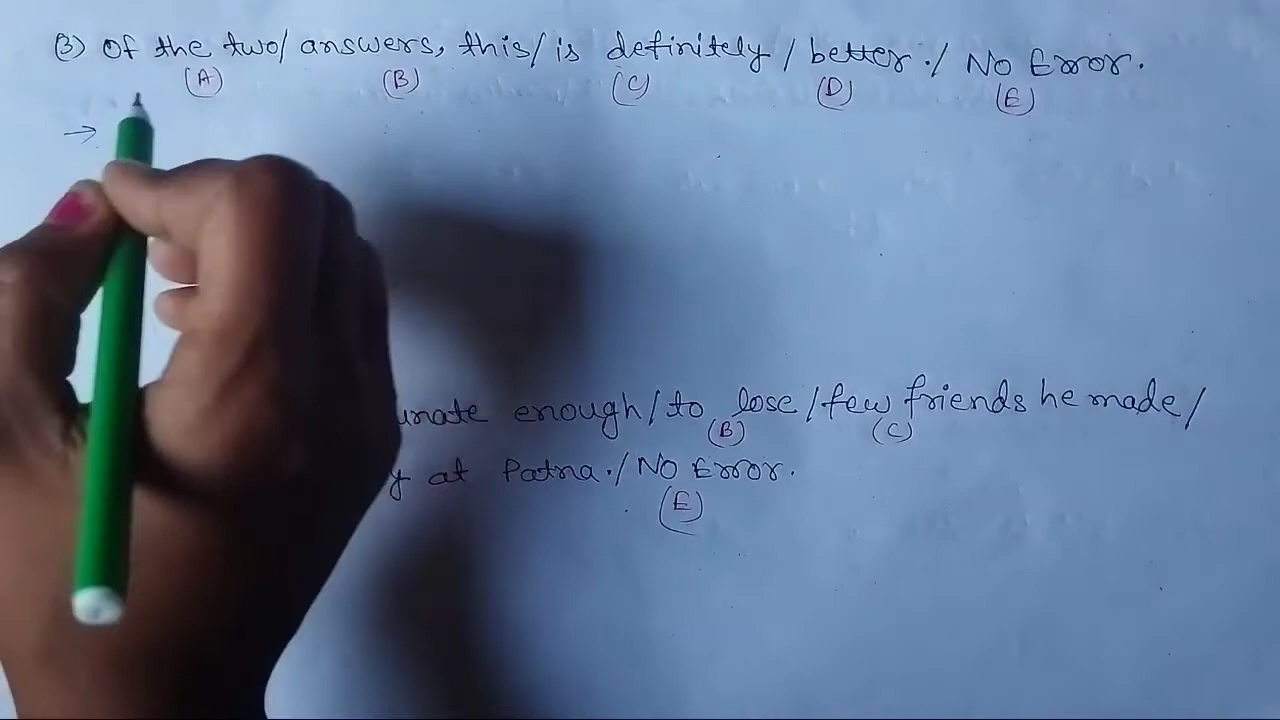 (3) Of the two/ answers, this/ is definitely / better. / No Error.
(A) (B) (C) (D) (E)
→
enough/ to lose /few friends he made /
(B) (C)
at Patna. / No Error.
(E)